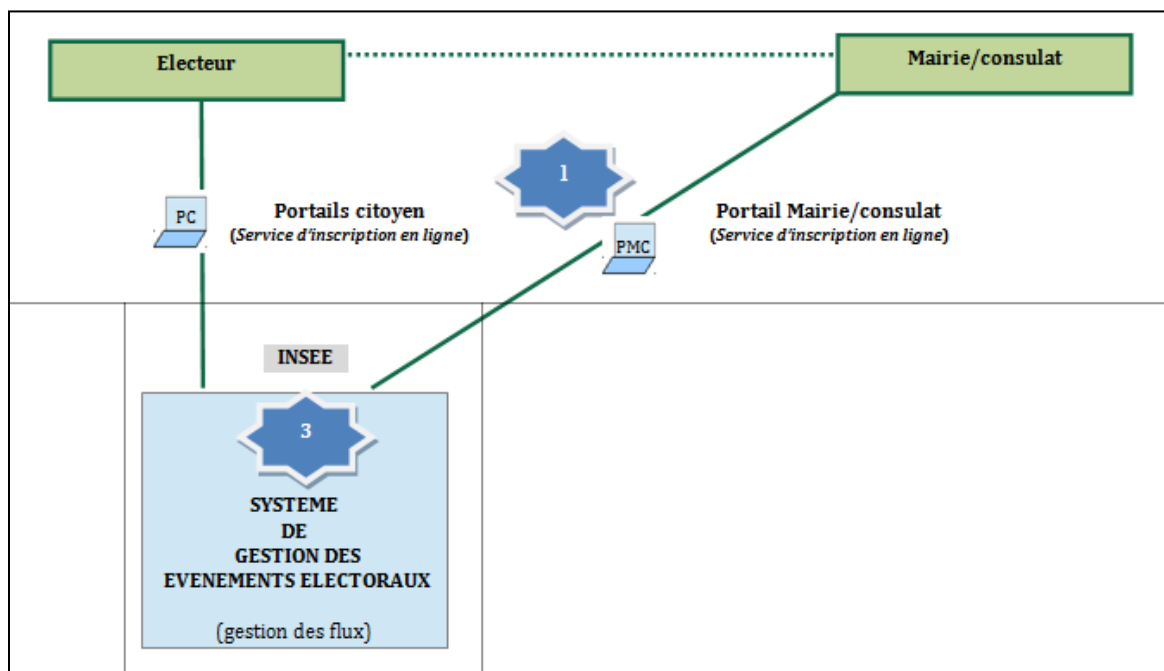 Electeur
Mairie/consulat
1
PC
Portails citoyen
(Service d'inscription en ligne)
Portail Mairie/consulat
(Service d'inscription en ligne)
PMC
INSEE
3
SYSTEME
DE
GESTION DES
EVENEMENTS ELECTORAUX
(gestion des flux)